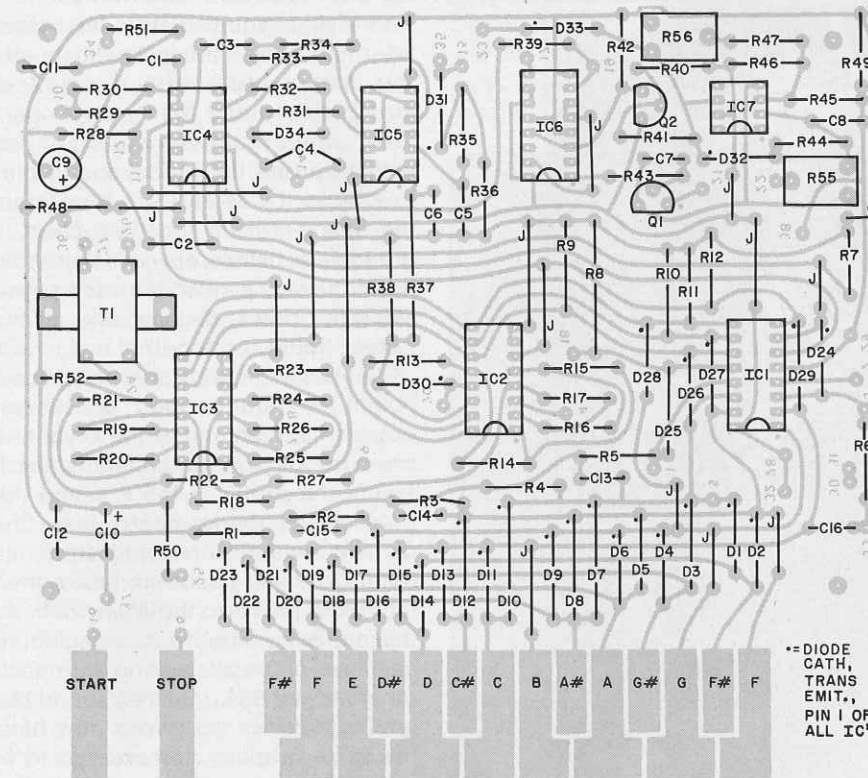 R51 C3 R34 J 35 15 23 D33 R39 R42 R56 R47
34 C1 R33 R46 R49
C11 R40
R30 R32 D31 R45
R29 IC4 R31 IC5 IC6 Q2 IC7 C8
R28 D34 R35 J R41 R44
C9 + C4 C7 D32
R36 R43 R55
R48 J J C6 C5 Q1 J
C2 J J J R9 R12 J R7
R38 R37 R8 R10
J J R11 J
T1
R13 R15 D28 D27 D24
R52 R23 D30 IC2 IC1 D29
R21 IC3 R24 R17 D26
R19 R26 R16 D25 R6
R20 R25 R14 R5
R22 R27 R4 C13
R18 R3 J
R2 C14 C16
C12 + C10 R50 R1 C15 J J J
D23 D21 D19 D17 D15 D13 D11 B D9 D7 D6 D4 D1 D2
D22 D20 D18 D16 D14 D12 D10 D8 D5 D3
START STOP F# F E D# D C# C B A# A G# G F# F
•=DIODE
CATH,
TRANS
EMIT.,
PIN 1 OF
ALL IC'